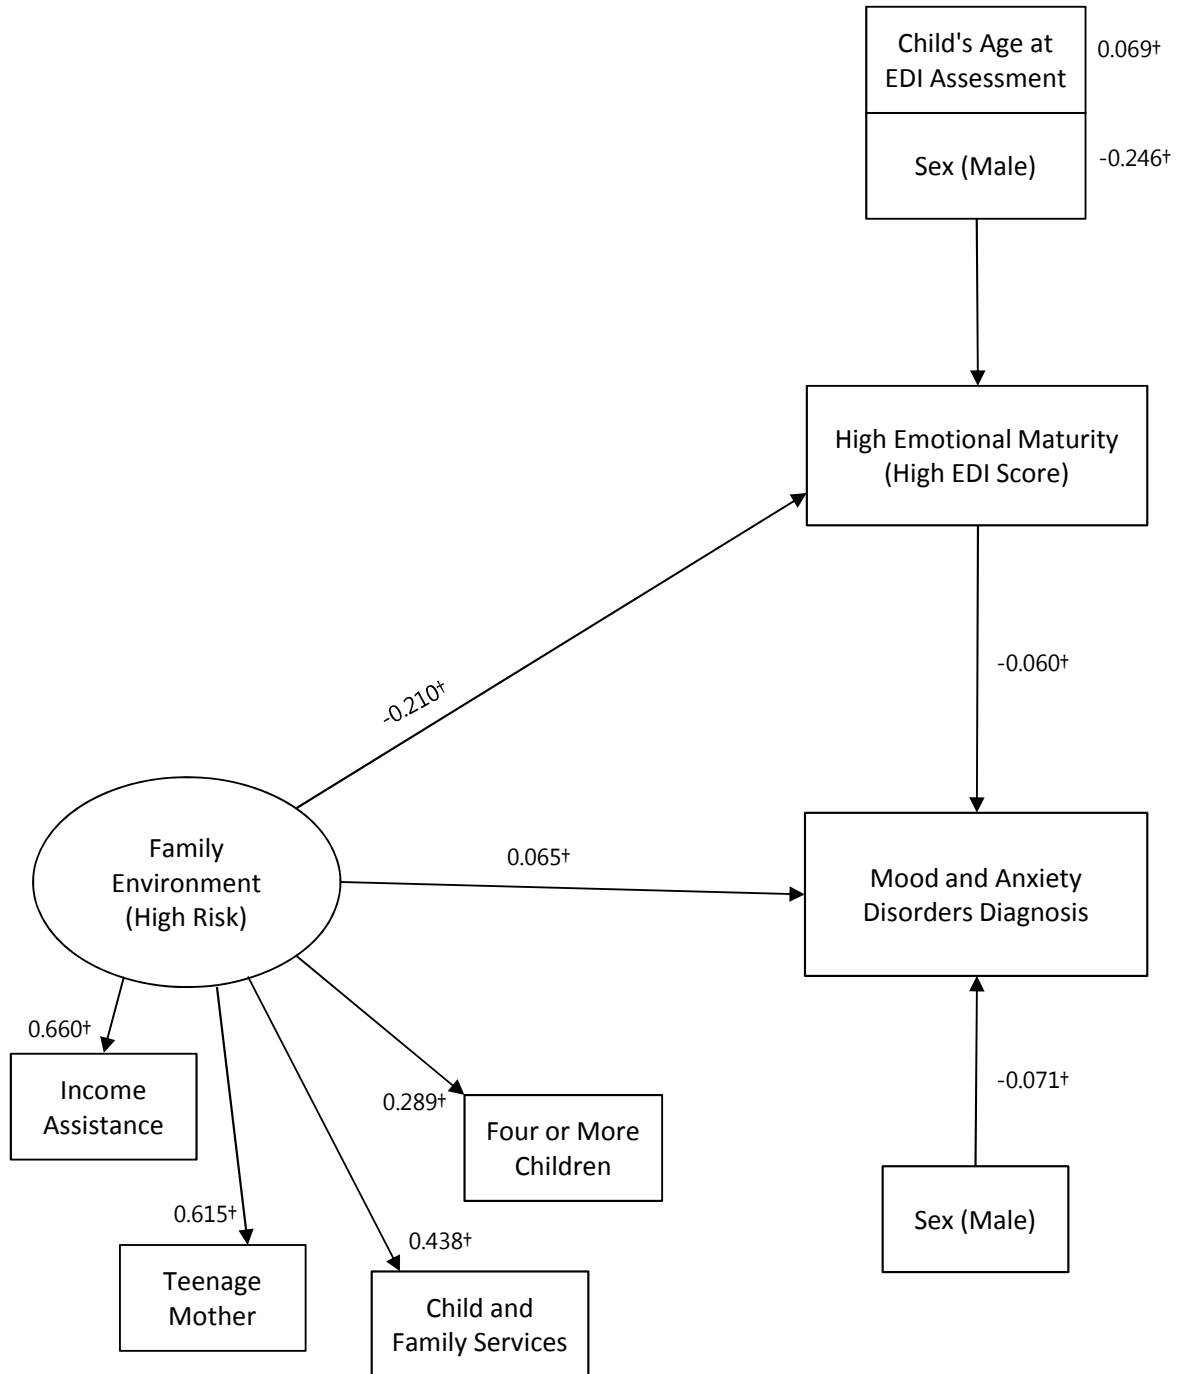 Child's Age at
EDI Assessment
0.069†
Sex (Male)
-0.246†
High Emotional Maturity
(High EDI Score)
-0.060†
-0.210†
Family
Environment
(High Risk)
0.065†
Mood and Anxiety
Disorders Diagnosis
0.660†
Income
Assistance
0.289†
Four or More
Children
-0.071†
Sex (Male)
0.615†
Teenage
Mother
0.438†
Child and
Family Services